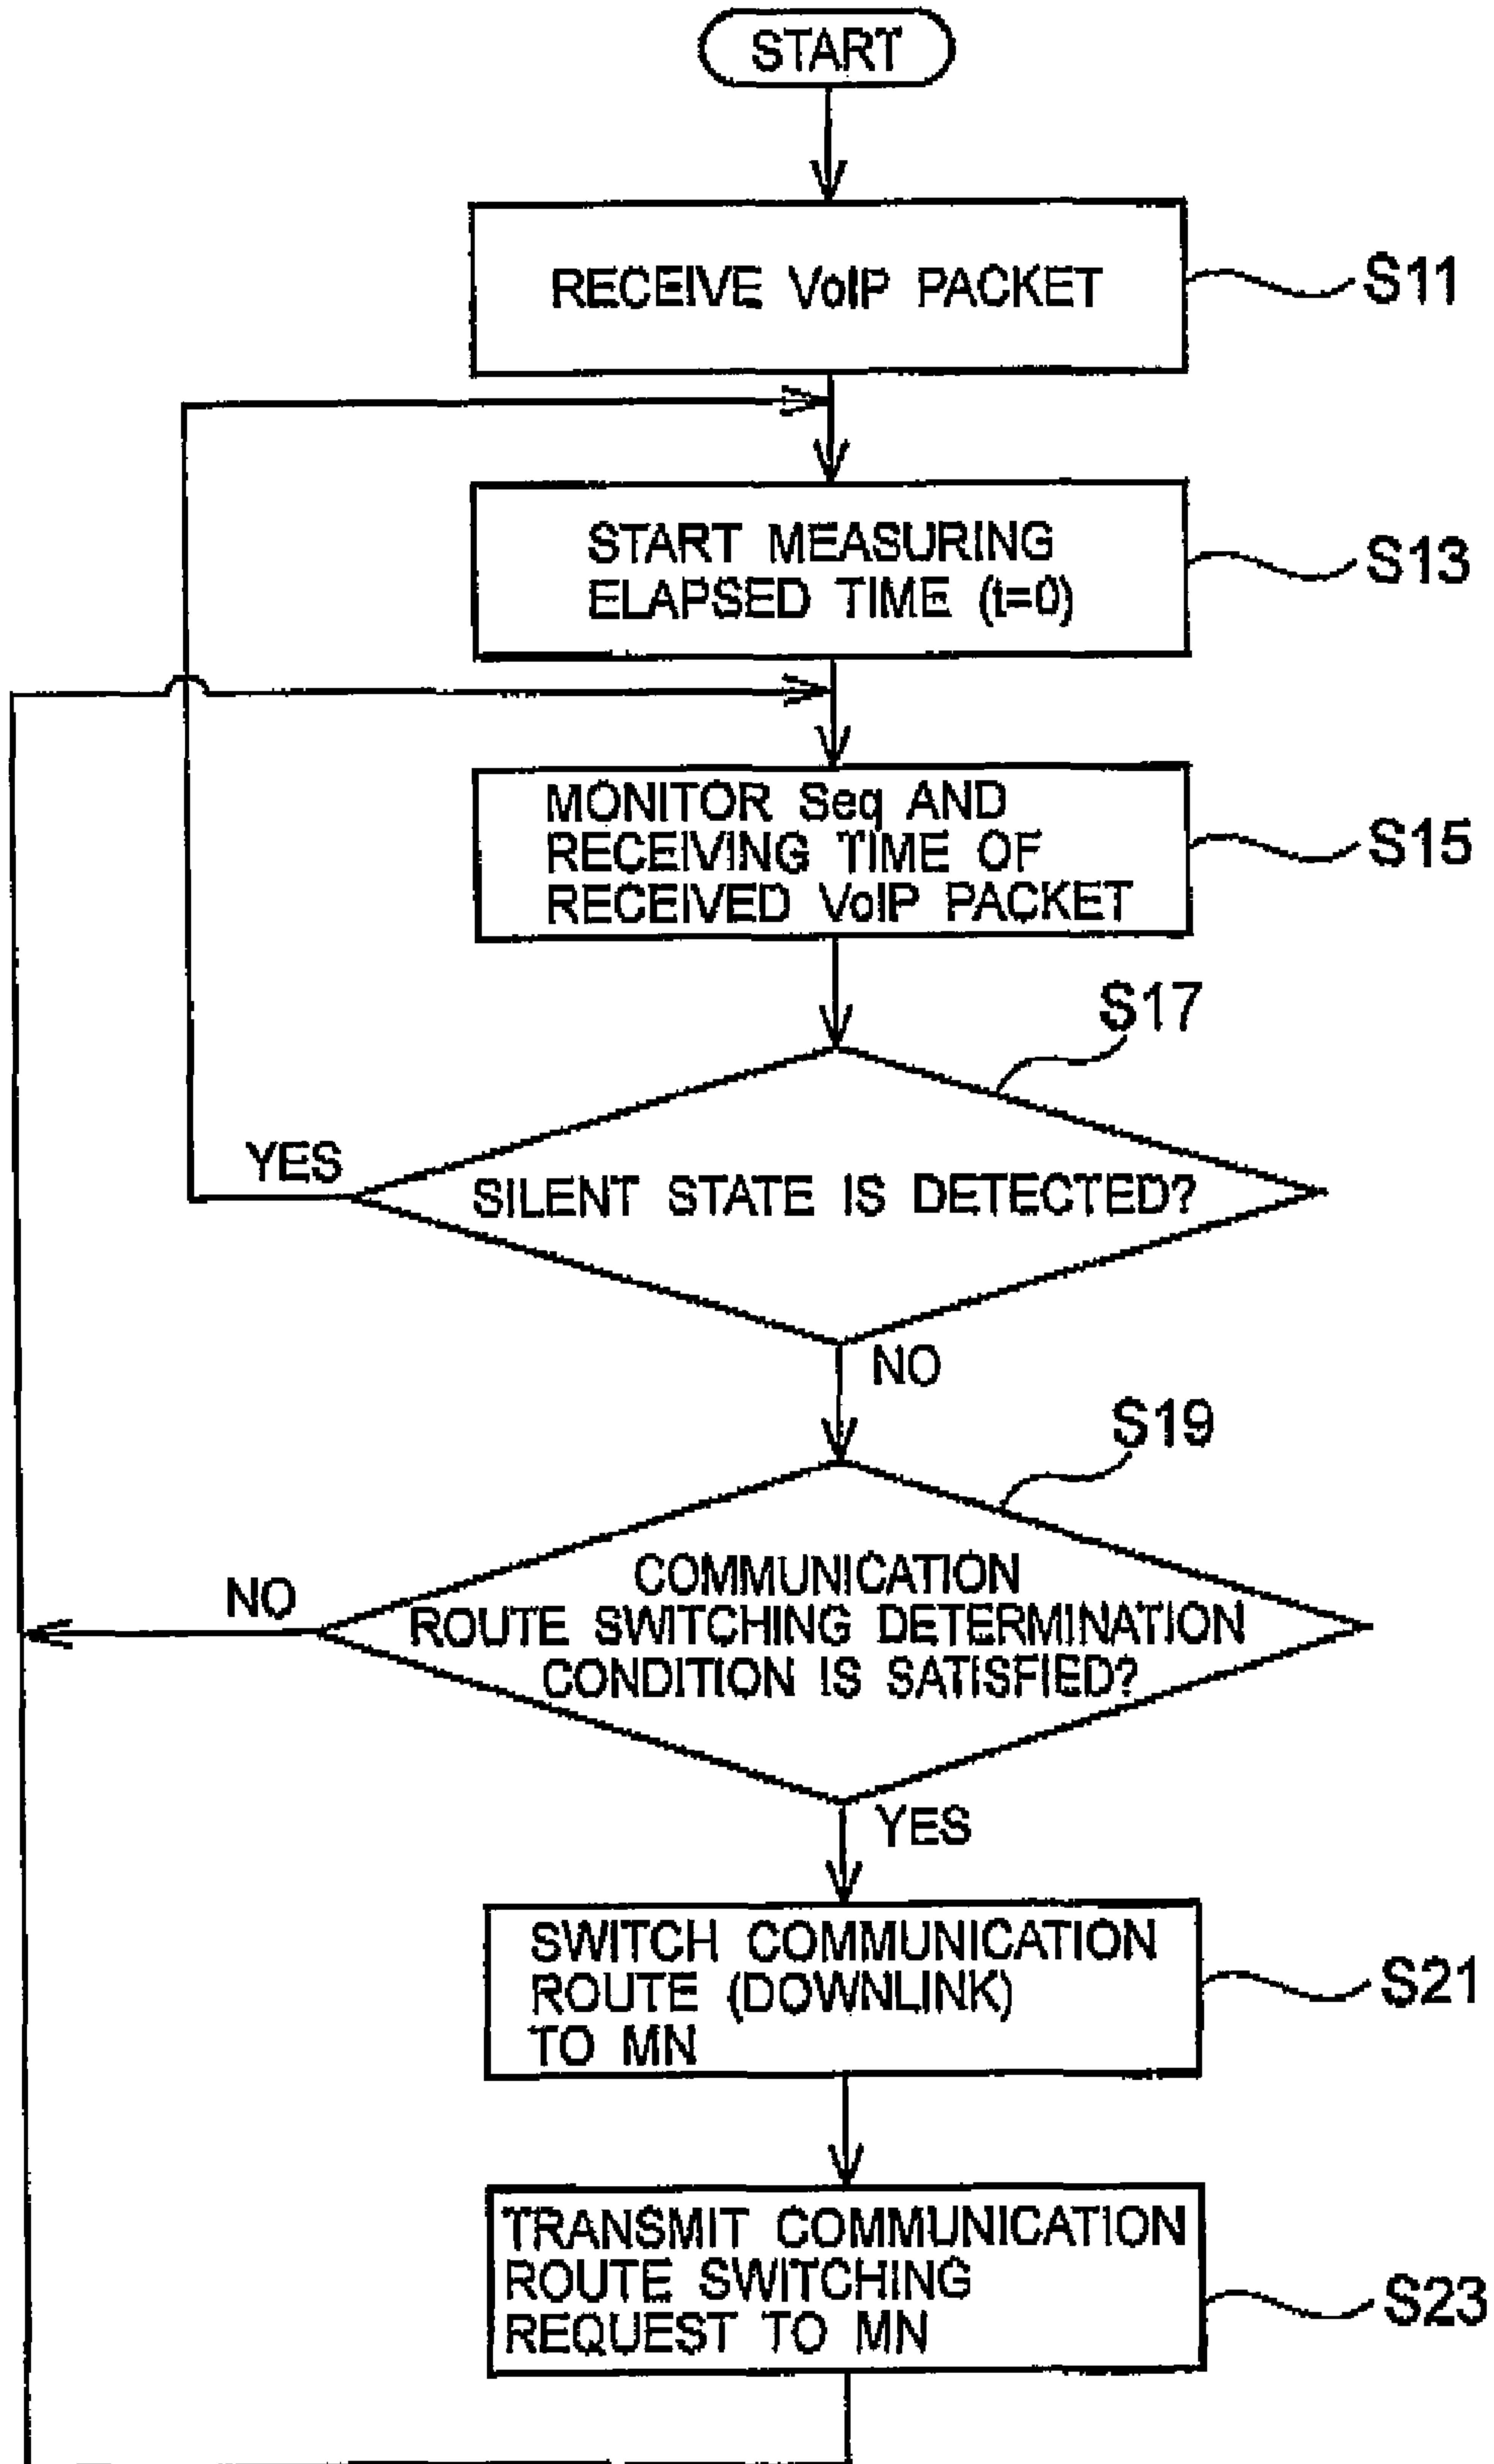 START
RECEIVE VoIP PACKET
S11
START MEASURING
ELAPSED TIME (t=0)
S13
MONITOR Seq AND
RECEIVING TIME OF
RECEIVED VoIP PACKET
S15
S17
YES
SILENT STATE IS DETECTED?
NO
S19
NO
COMMUNICATION
ROUTE SWITCHING DETERMINATION
CONDITION IS SATISFIED?
YES
SWITCH COMMUNICATION
ROUTE (DOWNLINK)
TO MN
S21
TRANSMIT COMMUNICATION
ROUTE SWITCHING
REQUEST TO MN
S23